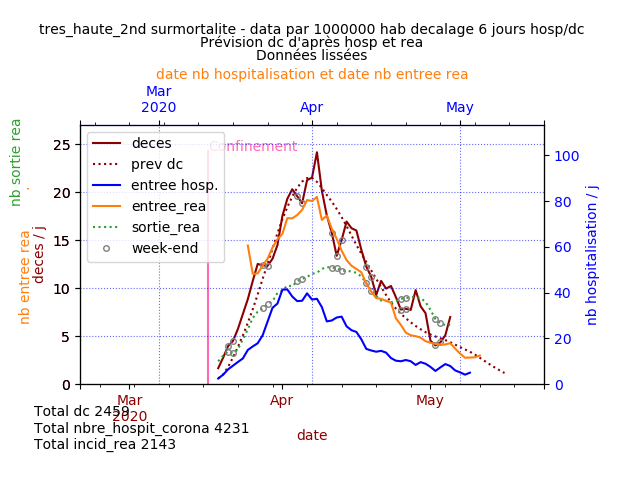 tres_haute_2nd surmortalite - data par 1000000 hab decalage 6 jours hosp/dc
Prévision dc d'après hosp et rea
Données lissées
date nb hospitalisation et date nb entree rea
Mar
2020
Apr
May
nb sortie rea
.
nb entree rea
deces / j
25
20
15
10
5
0
deces
prev dc
entree hosp.
entree_rea
sortie_rea
week-end
Confinement
100
80
60
40
20
0
nb hospitalisation / j
Mar
2020
Apr
May
date
Total dc 2459
Total nbre_hospit_corona 4231
Total incid_rea 2143